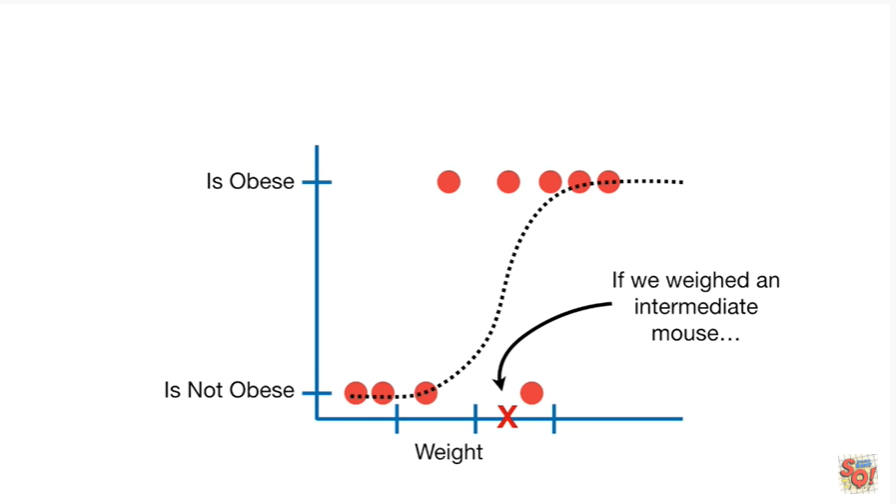 Is Obese
If we weighed an
intermediate
mouse...
Is Not Obese
X
Weight